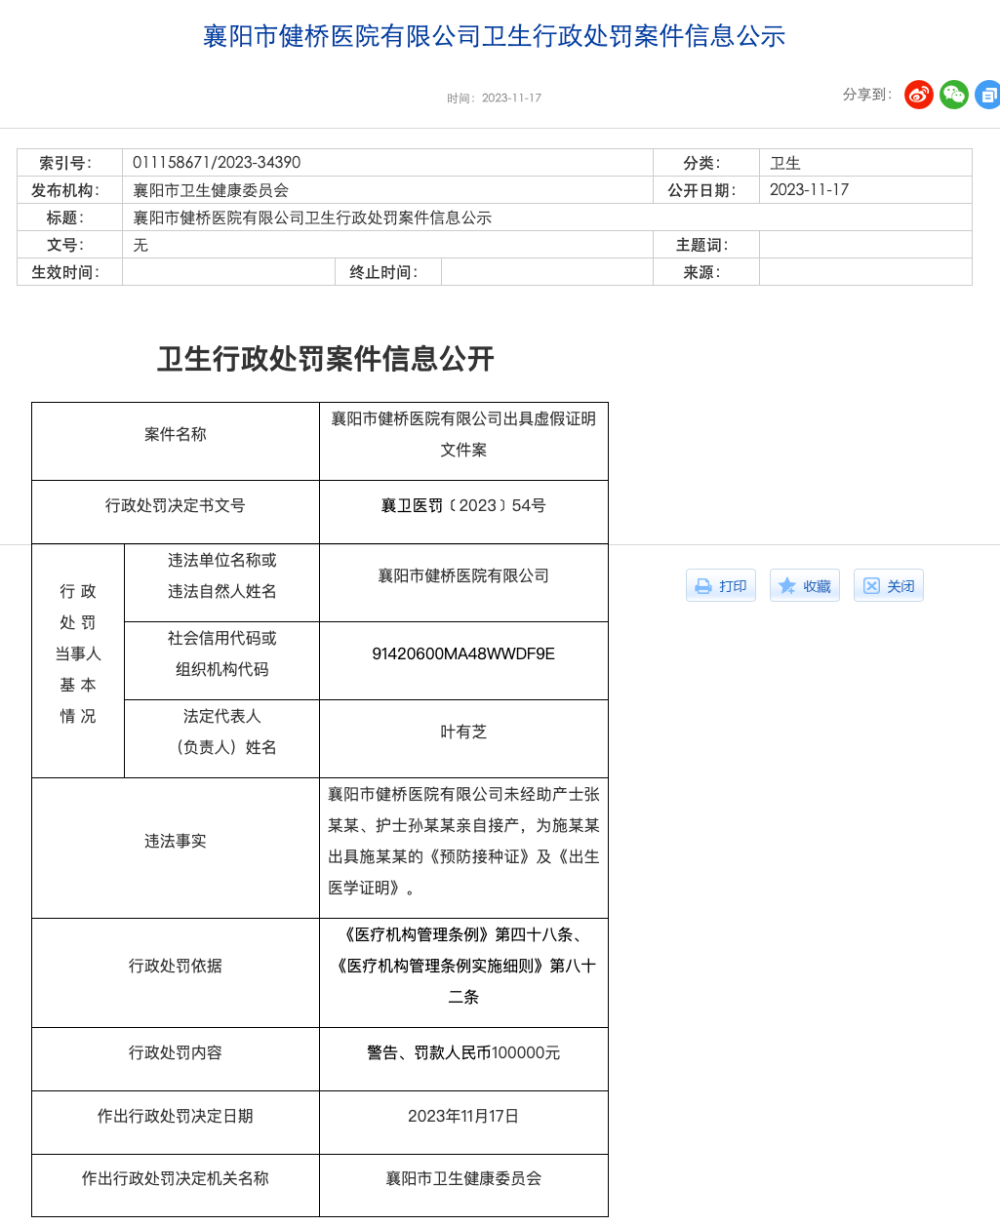 襄阳市健桥医院有限公司卫生行政处罚案件信息公示
时间：2023-11-17
分享到：
索引号： 011158671/2023-34390 分类： 卫生
发布机构： 襄阳市卫生健康委员会 公开日期： 2023-11-17
标题： 襄阳市健桥医院有限公司卫生行政处罚案件信息公示
文号： 无 主题词：
生效时间： 终止时间： 来源：
卫生行政处罚案件信息公开
案件名称
襄阳市健桥医院有限公司出具虚假证明
文件案
行政处罚决定书文号
襄卫医罚﹝2023﹞54号
行 政
处 罚
当事人
基 本
情 况
违法单位名称或
违法自然人姓名
襄阳市健桥医院有限公司
社会信用代码或
组织机构代码
91420600MA48WWDF9E
法定代表人
（负责人）姓名
叶有芝
打印
收藏
关闭
违法事实
襄阳市健桥医院有限公司未经助产士张
某某、护士孙某某亲自接产，为施某某
出具施某某的《预防接种证》及《出生
医学证明》。
行政处罚依据
《医疗机构管理条例》第四十八条、
《医疗机构管理条例实施细则》第八十
二条
行政处罚内容
警告、罚款人民币100000元
作出行政处罚决定日期
2023年11月17日
作出行政处罚决定机关名称
襄阳市卫生健康委员会